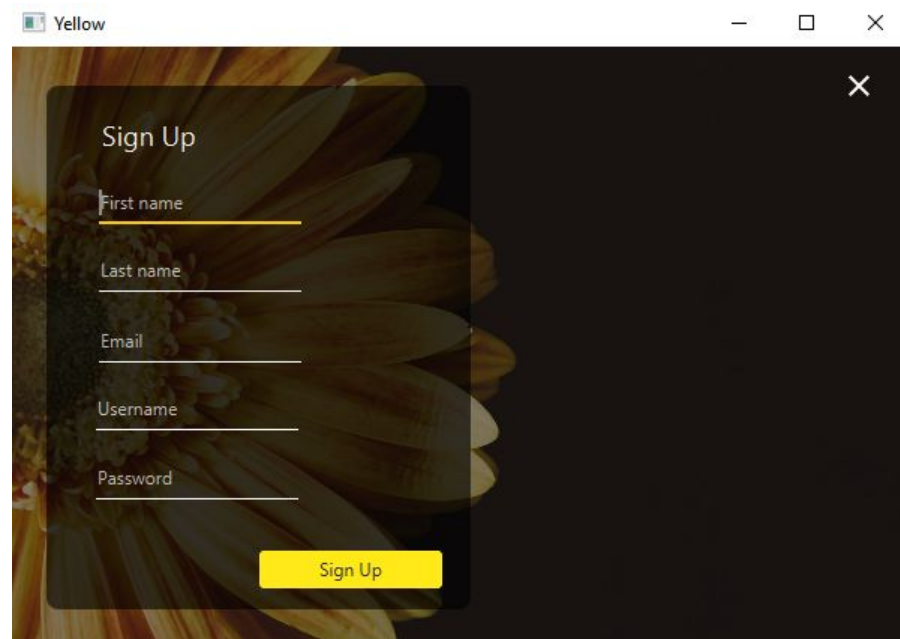 Yellow
Sign Up
First name
Last name
Email
Username
Password
Sign Up